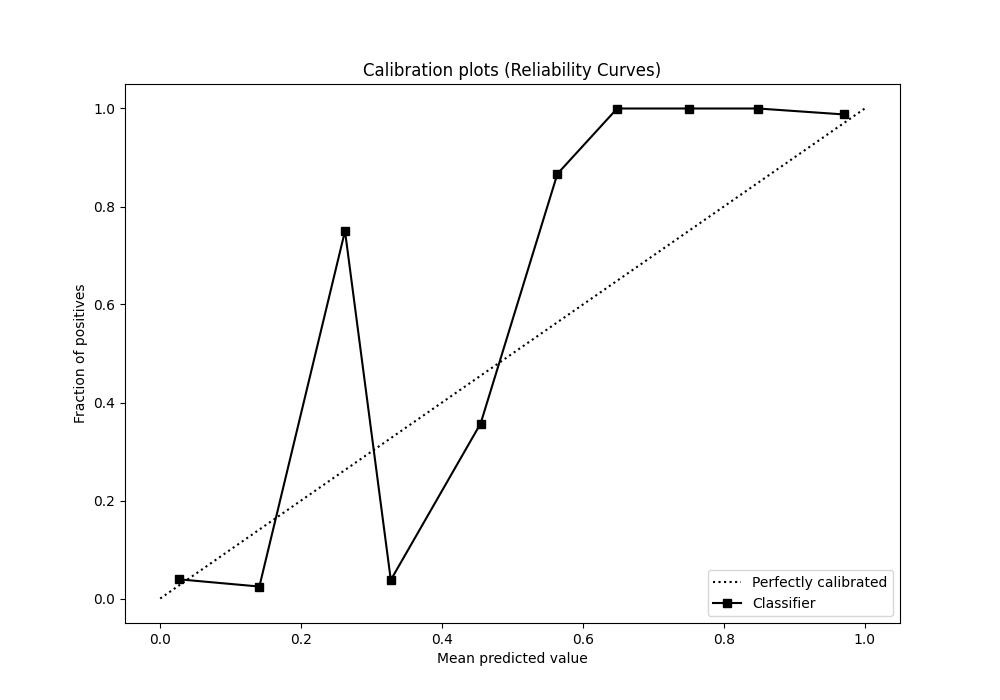 Calibration plots (Reliability Curves)
1.0
0.8
0.6
0.4
0.2
0.0
Fraction of positives
0.0 0.2 0.4 0.6 0.8 1.0
Mean predicted value
Perfectly calibrated
Classifier